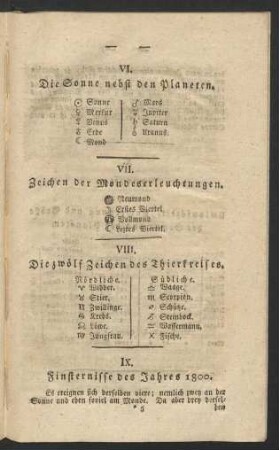 — —
VI.
Die Sonne nebst den Planeten.
☉ Sonne ♂ Mars
☿ Merkur ♃ Jupiter
♀ Venus ♄ Saturn
♁ Erde ♅ Uranus.
☾ Mond
VII.
Zeichen der Mondeserleuchtungen.
Neumond
Erstes Viertel.
Vollmond
☾ Leztes Viertel.
VIII.
Die zwölf Zeichen des Thierkreises.
Nördliche. Südliche.
♈ Widder. ♎ Waage.
♉ Stier. ♏ Scorpion.
♊ Zwillinge. ♐ Schütze.
♋ Krebs. ♑ Steinbock.
♌ Löwe. ♒ Wassermann.
♍ Jungfrau. ♓ Fische.
IX.
Finsternisse des Jahres 1800.
Es ereignen sich derselben viere; nemlich zwey an der
Sonne und eben soviel am Monde. Da aber drey dersel-
ben